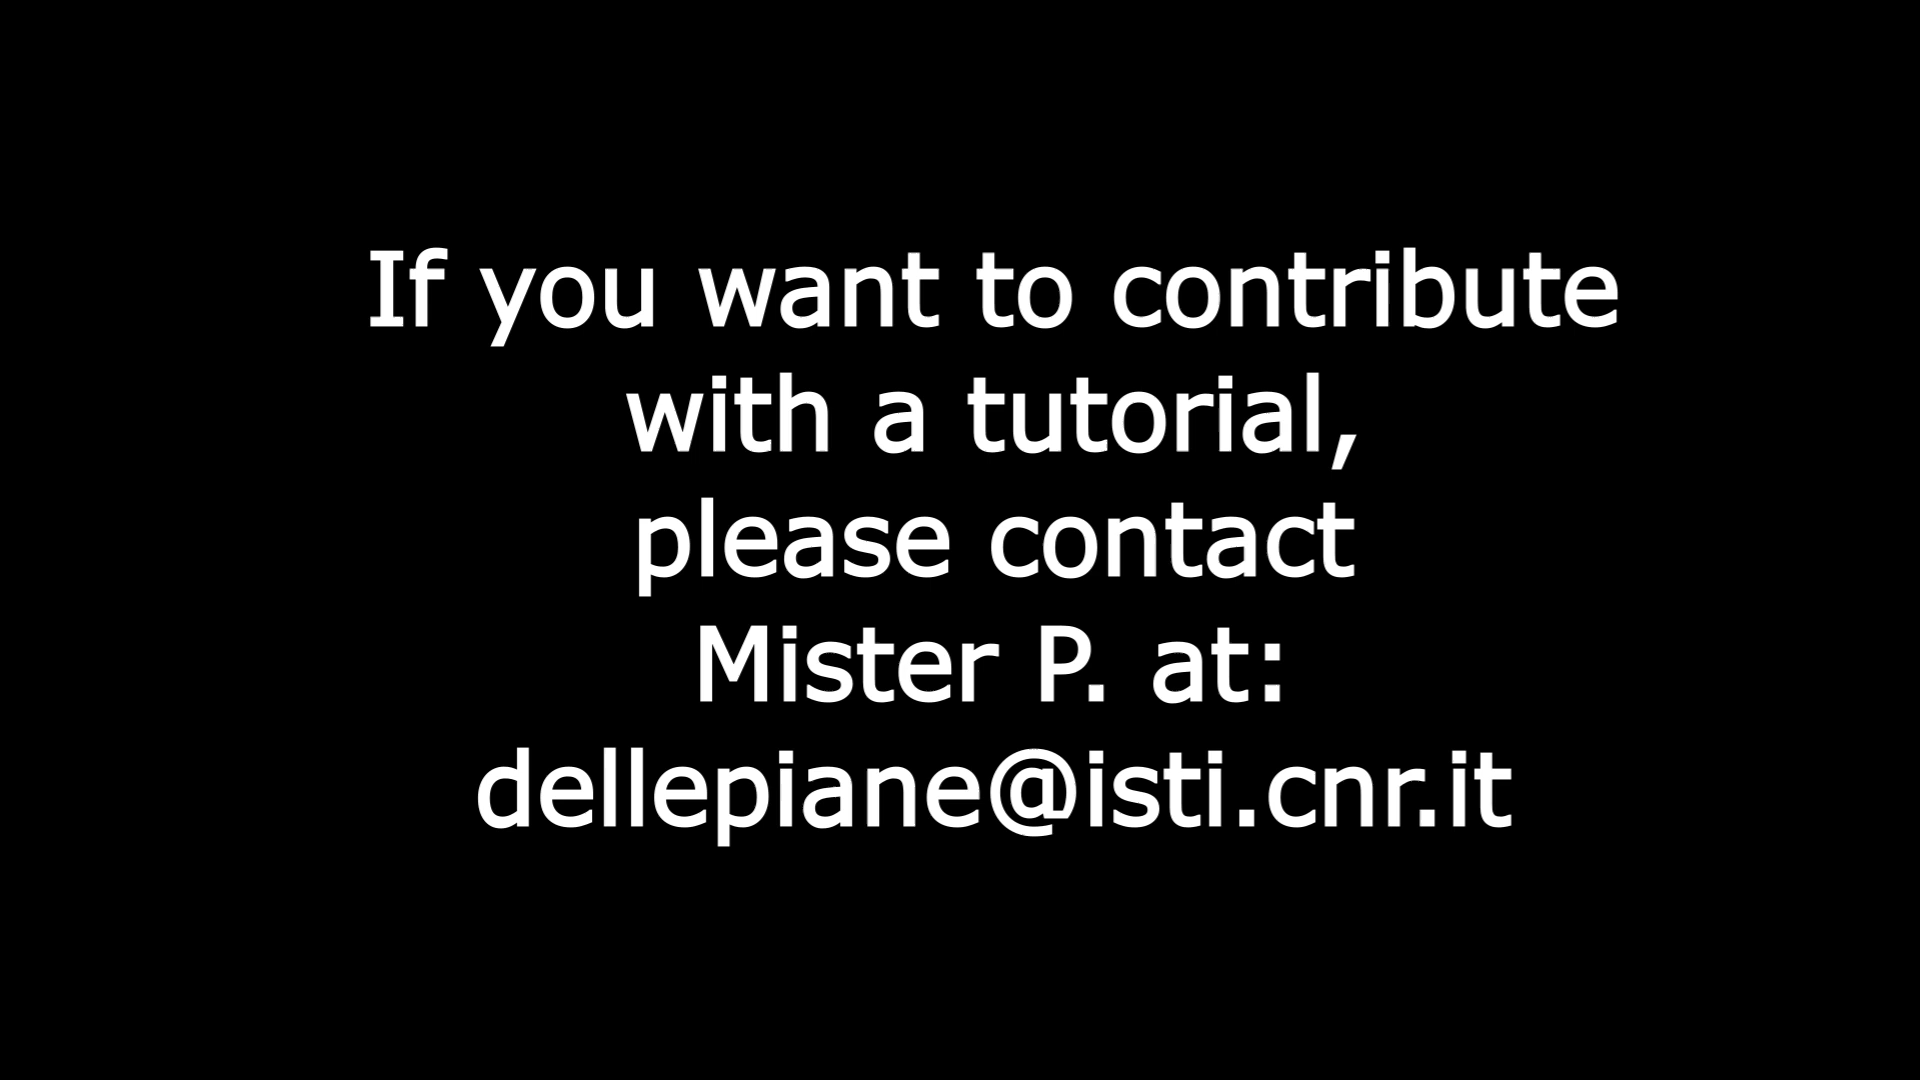 If you want to contribute
with a tutorial,
please contact
Mister P. at:
dellepiane@isti.cnr.it